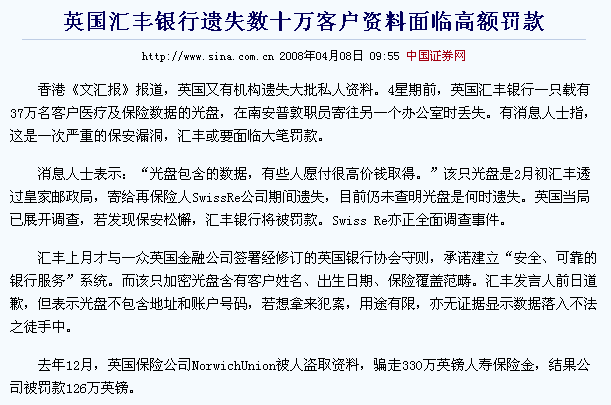 英国汇丰银行遗失数十万客户资料面临高额罚款
http://www.sina.com.cn 2008年04月08日 09:55 中国证券网
香港《文汇报》报道，英国又有机构遗失大批私人资料。4星期前，英国汇丰银行一只载有
37万名客户医疗及保险数据的光盘，在南安普敦职员寄往另一个办公室时丢失。有消息人士指，
这是一次严重的保安漏洞，汇丰或要面临大笔罚款。
消息人士表示：“光盘包含的数据，有些人愿付很高价钱取得。”该只光盘是2月初汇丰透
过皇家邮政局，寄给再保险人SwissRe公司期间遗失，目前仍未查明光盘是何时遗失。英国当局
已展开调查，若发现保安松懈，汇丰银行将被罚款。Swiss Re亦正全面调查事件。
汇丰上月才与一众英国金融公司签署经修订的英国银行协会守则，承诺建立“安全、可靠的
银行服务”系统。而该只加密光盘含有客户姓名、出生日期、保险覆盖范畴。汇丰发言人前日道
歉，但表示光盘不包含地址和账户号码，若想拿来犯案，用途有限，亦无证据显示数据落入不法
之徒手中。
去年12月，英国保险公司NorwichUnion被人盗取资料，骗走330万英镑人寿保险金，结果公
司被罚款126万英镑。